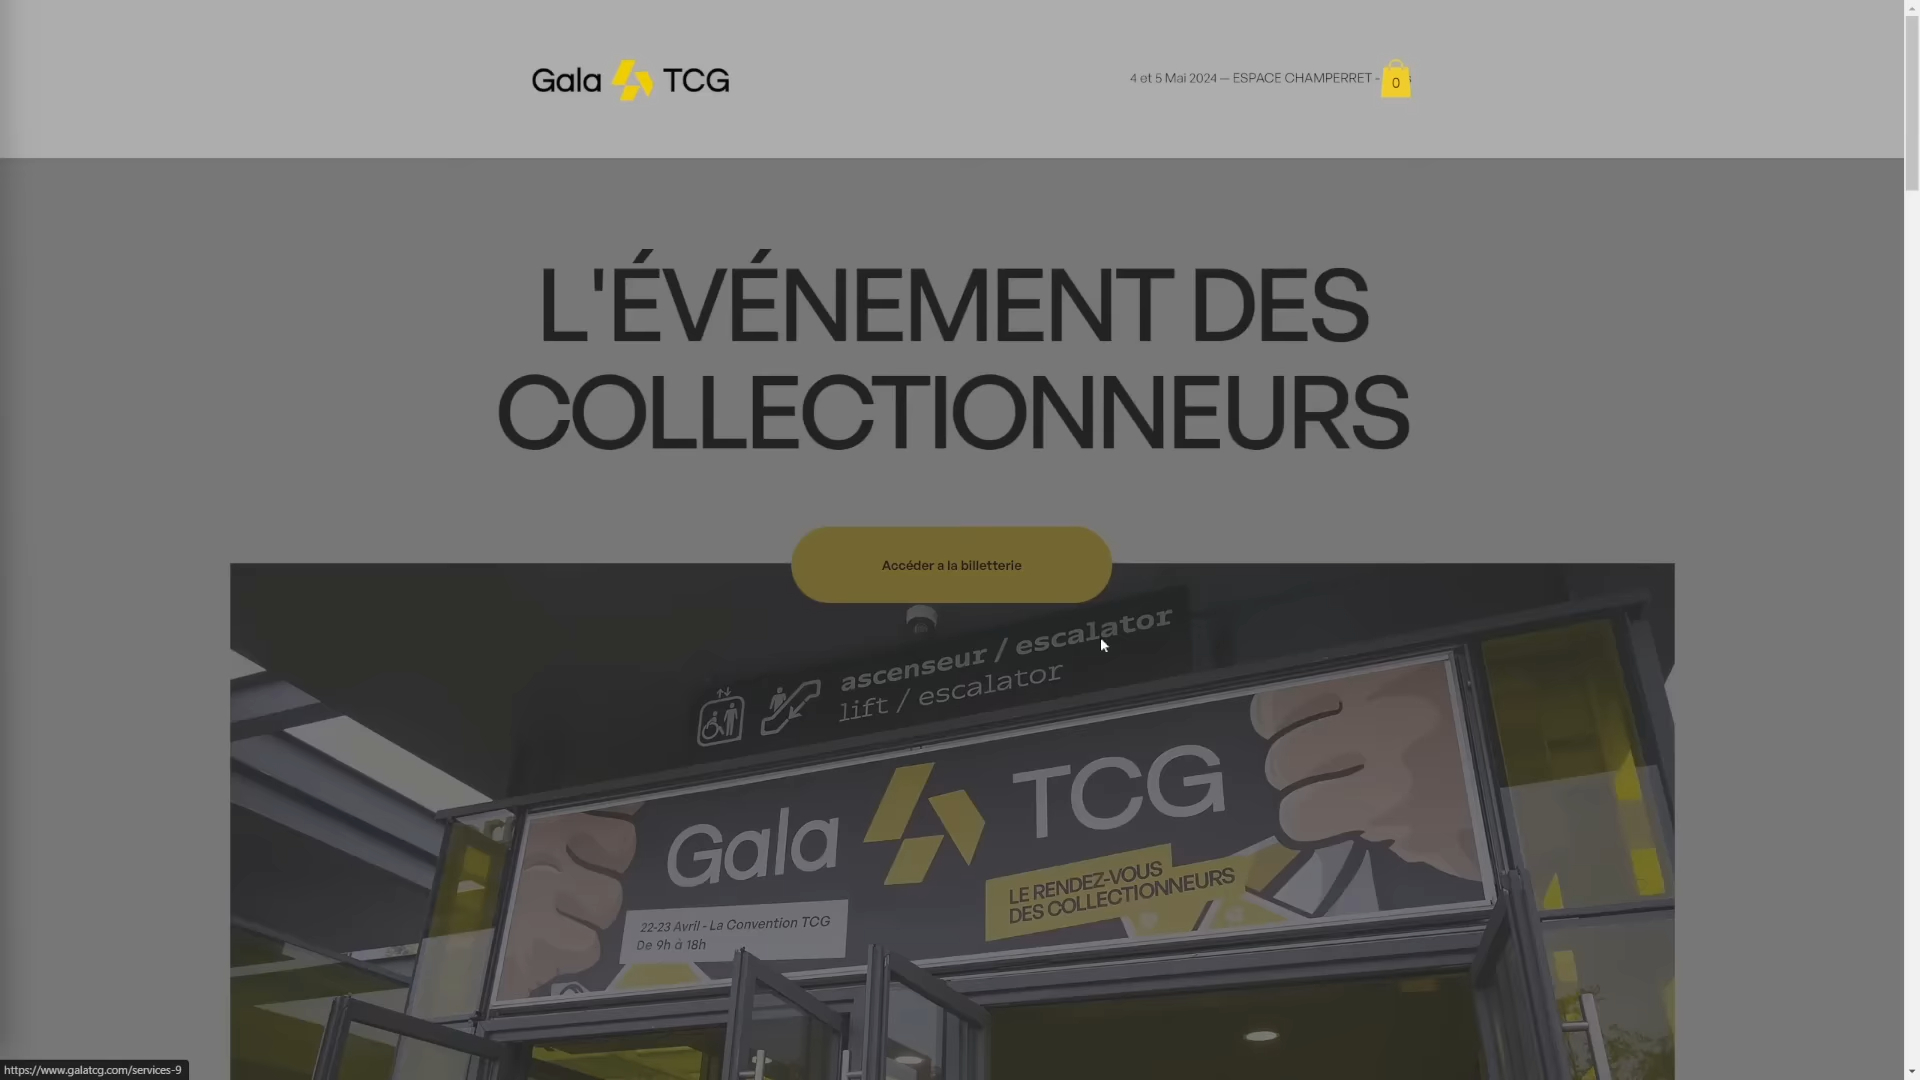 Gala TCG
4 et 5 Mai 2024 — ESPACE CHAMPERRET -
0
L'ÉVÉNEMENT DES
COLLECTIONNEURS
Accéder a la billetterie
ascenseur / escalator
lift / escalator
Gala TCG
LE RENDEZ-VOUS
DES COLLECTIONNEURS
22-23 Avril - La Convention TCG
De 9h à 18h
https://www.galatcg.com/services-9